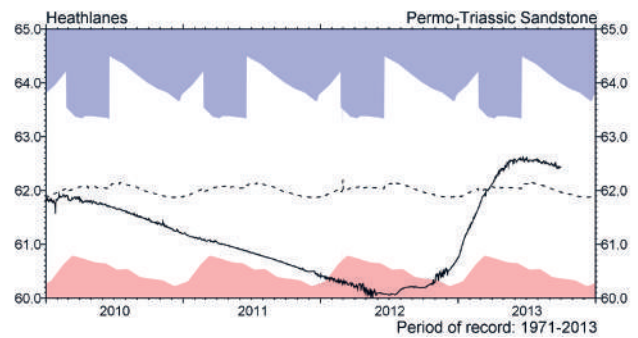 Heathlanes Permo-Triassic Sandstone
65.0 65.0
64.0 64.0
63.0 63.0
62.0 62.0
61.0 61.0
60.0 60.0
2010 2011 2012 2013
Period of record: 1971-2013